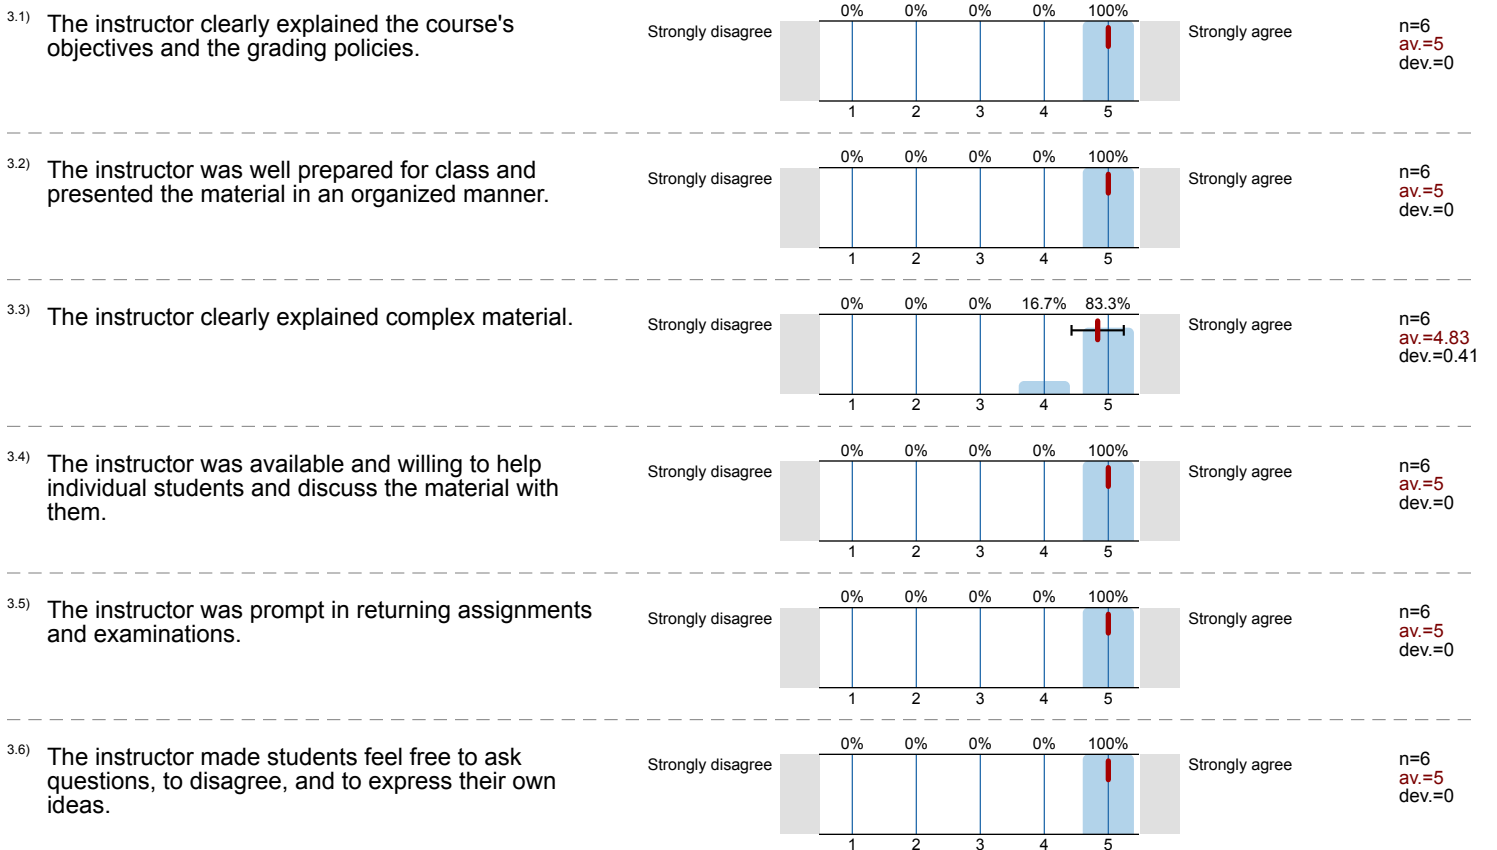 3.1) The instructor clearly explained the course's
objectives and the grading policies.
Strongly disagree
0% 0% 0% 0% 100%
1 2 3 4 5
Strongly agree
n=6
av.=5
dev.=0
3.2) The instructor was well prepared for class and
presented the material in an organized manner.
Strongly disagree
0% 0% 0% 0% 100%
1 2 3 4 5
Strongly agree
n=6
av.=5
dev.=0
3.3) The instructor clearly explained complex material.
Strongly disagree
0% 0% 0% 16.7% 83.3%
1 2 3 4 5
Strongly agree
n=6
av.=4.83
dev.=0.41
3.4) The instructor was available and willing to help
individual students and discuss the material with
them.
Strongly disagree
0% 0% 0% 0% 100%
1 2 3 4 5
Strongly agree
n=6
av.=5
dev.=0
3.5) The instructor was prompt in returning assignments
and examinations.
Strongly disagree
0% 0% 0% 0% 100%
1 2 3 4 5
Strongly agree
n=6
av.=5
dev.=0
3.6) The instructor made students feel free to ask
questions, to disagree, and to express their own
ideas.
Strongly disagree
0% 0% 0% 0% 100%
1 2 3 4 5
Strongly agree
n=6
av.=5
dev.=0